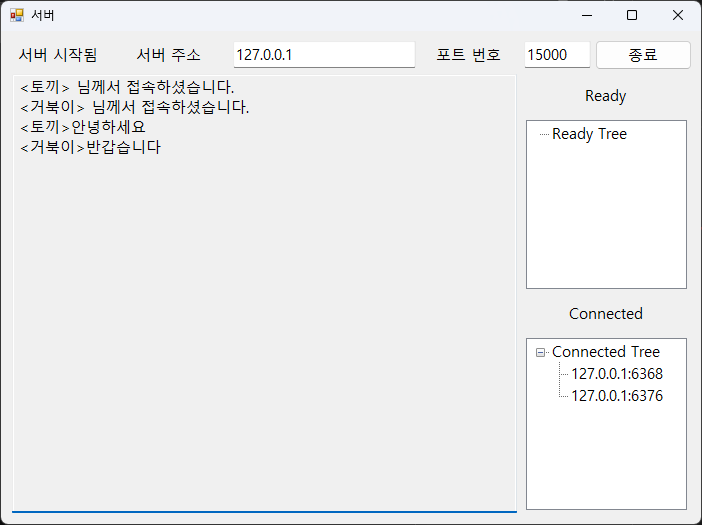 서버
서버 시작됨 서버 주소 127.0.0.1 포트 번호 15000 종료
<토끼> 님께서 접속하셨습니다.
<거북이> 님께서 접속하셨습니다.
<토끼>안녕하세요
<거북이>반갑습니다
Ready
Ready Tree
Connected
Connected Tree
127.0.0.1:6368
127.0.0.1:6376